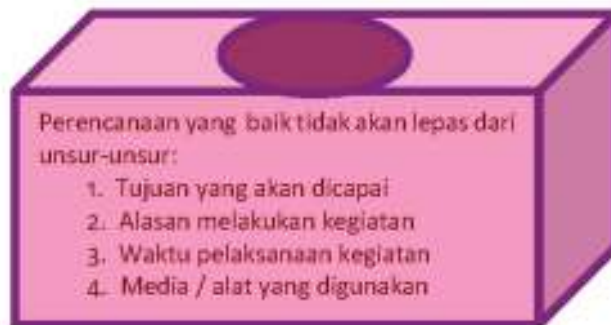 Perencanaan yang baik tidak akan lepas dari
unsur-unsur:
1. Tujuan yang akan dicapai
2. Alasan melakukan kegiatan
3. Waktu pelaksanaan kegiatan
4. Media / alat yang digunakan